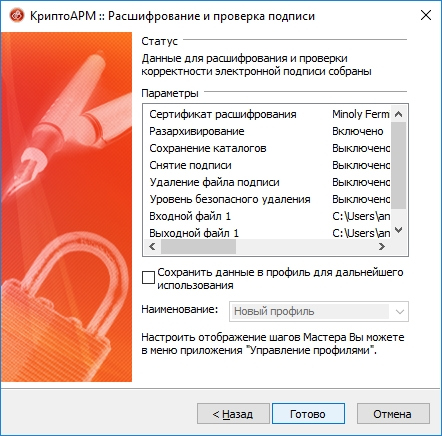 КриптоАРМ :: Расшифрование и проверка подписи
Статус
Данные для расшифрования и проверки
корректности электронной подписи собраны
Параметры
Сертификат расшифрования Minoly Ferm
Разархивирование Включено
Сохранение каталогов Выключено
Снятие подписи Выключено
Удаление файла подписи Выключено
Уровень безопасного удаления Выключено
Входной файл 1 C:\Users\an
Выходной файл 1 C:\Users\an
Сохранить данные в профиль для дальнейшего
использования
Наименование: Новый профиль
Настроить отображение шагов Мастера Вы можете
в меню приложения "Управление профилями".
< Назад Готово Отмена